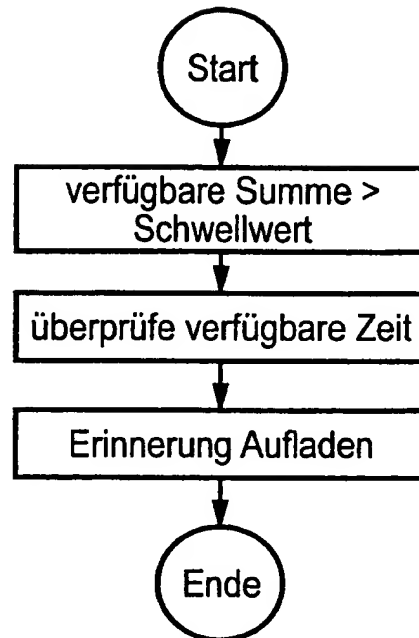 Start
verfügbare Summe >
Schwellwert
überprüfe verfügbare Zeit
Erinnerung Aufladen
Ende